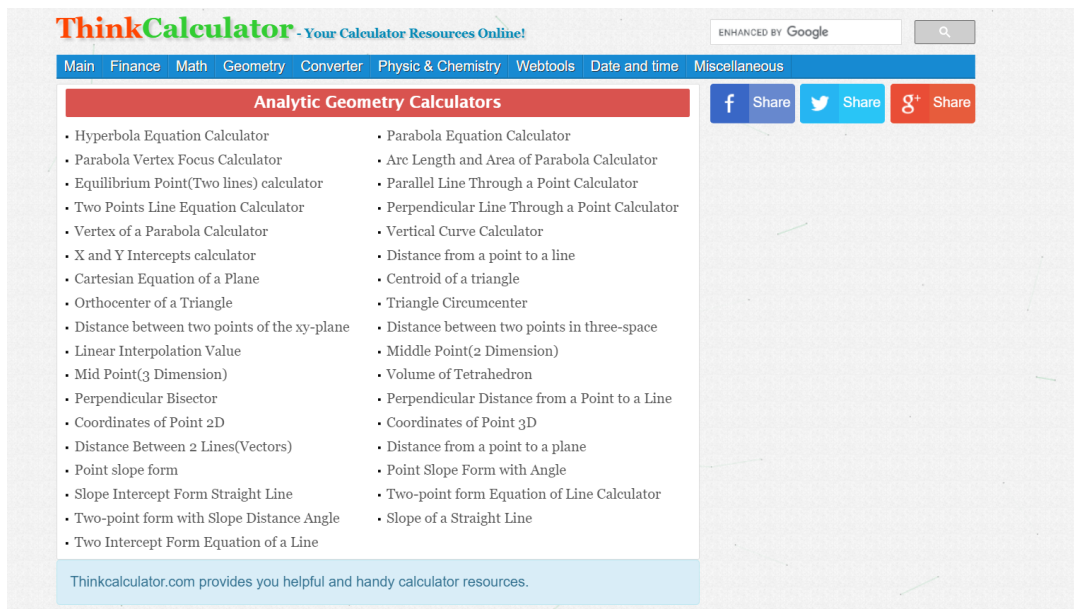 ThinkCalculator - Your Calculator Resources Online!
ENHANCED BY Google
Main Finance Math Geometry Converter Physic & Chemistry Webtools Date and time Miscellaneous
Analytic Geometry Calculators
f Share
Share
g+ Share
Hyperbola Equation Calculator
Parabola Equation Calculator
Parabola Vertex Focus Calculator
Arc Length and Area of Parabola Calculator
Equilibrium Point(Two lines) calculator
Parallel Line Through a Point Calculator
Two Points Line Equation Calculator
Perpendicular Line Through a Point Calculator
Vertex of a Parabola Calculator
Vertical Curve Calculator
X and Y Intercepts calculator
Distance from a point to a line
Cartesian Equation of a Plane
Centroid of a triangle
Orthocenter of a Triangle
Triangle Circumcenter
Distance between two points of the xy-plane
Distance between two points in three-space
Linear Interpolation Value
Middle Point(2 Dimension)
Mid Point(3 Dimension)
Volume of Tetrahedron
Perpendicular Bisector
Perpendicular Distance from a Point to a Line
Coordinates of Point 2D
Coordinates of Point 3D
Distance Between 2 Lines(Vectors)
Distance from a point to a plane
Point slope form
Point Slope Form with Angle
Slope Intercept Form Straight Line
Two-point form Equation of Line Calculator
Two-point form with Slope Distance Angle
Slope of a Straight Line
Two Intercept Form Equation of a Line
Thinkcalculator.com provides you helpful and handy calculator resources.